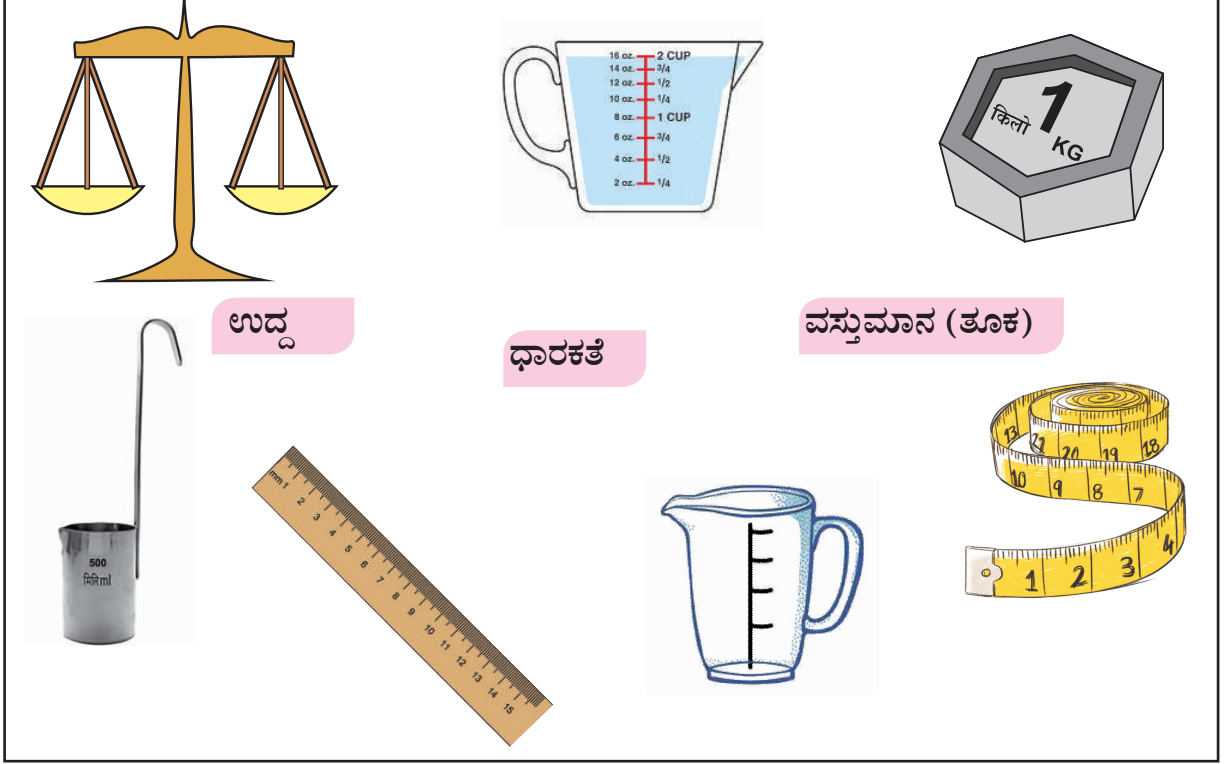 16 oz. 2 CUP
14 oz. 3/4
12 oz. 1/2
10 oz. 1/4
8 oz. 1 CUP
6 oz. 3/4
4 oz. 1/2
2 oz. 1/4
किलो 1 KG
ಉದ್ದ
ಧಾರಕತೆ
ವಸ್ತುಮಾನ (ತೂಕ)
500
मिलि ml
mm 1 2 3 4 5 6 7 8 9 10 11 12 13 14 15
13 22 20 19 18
10 9 8 7
1 2 3 4